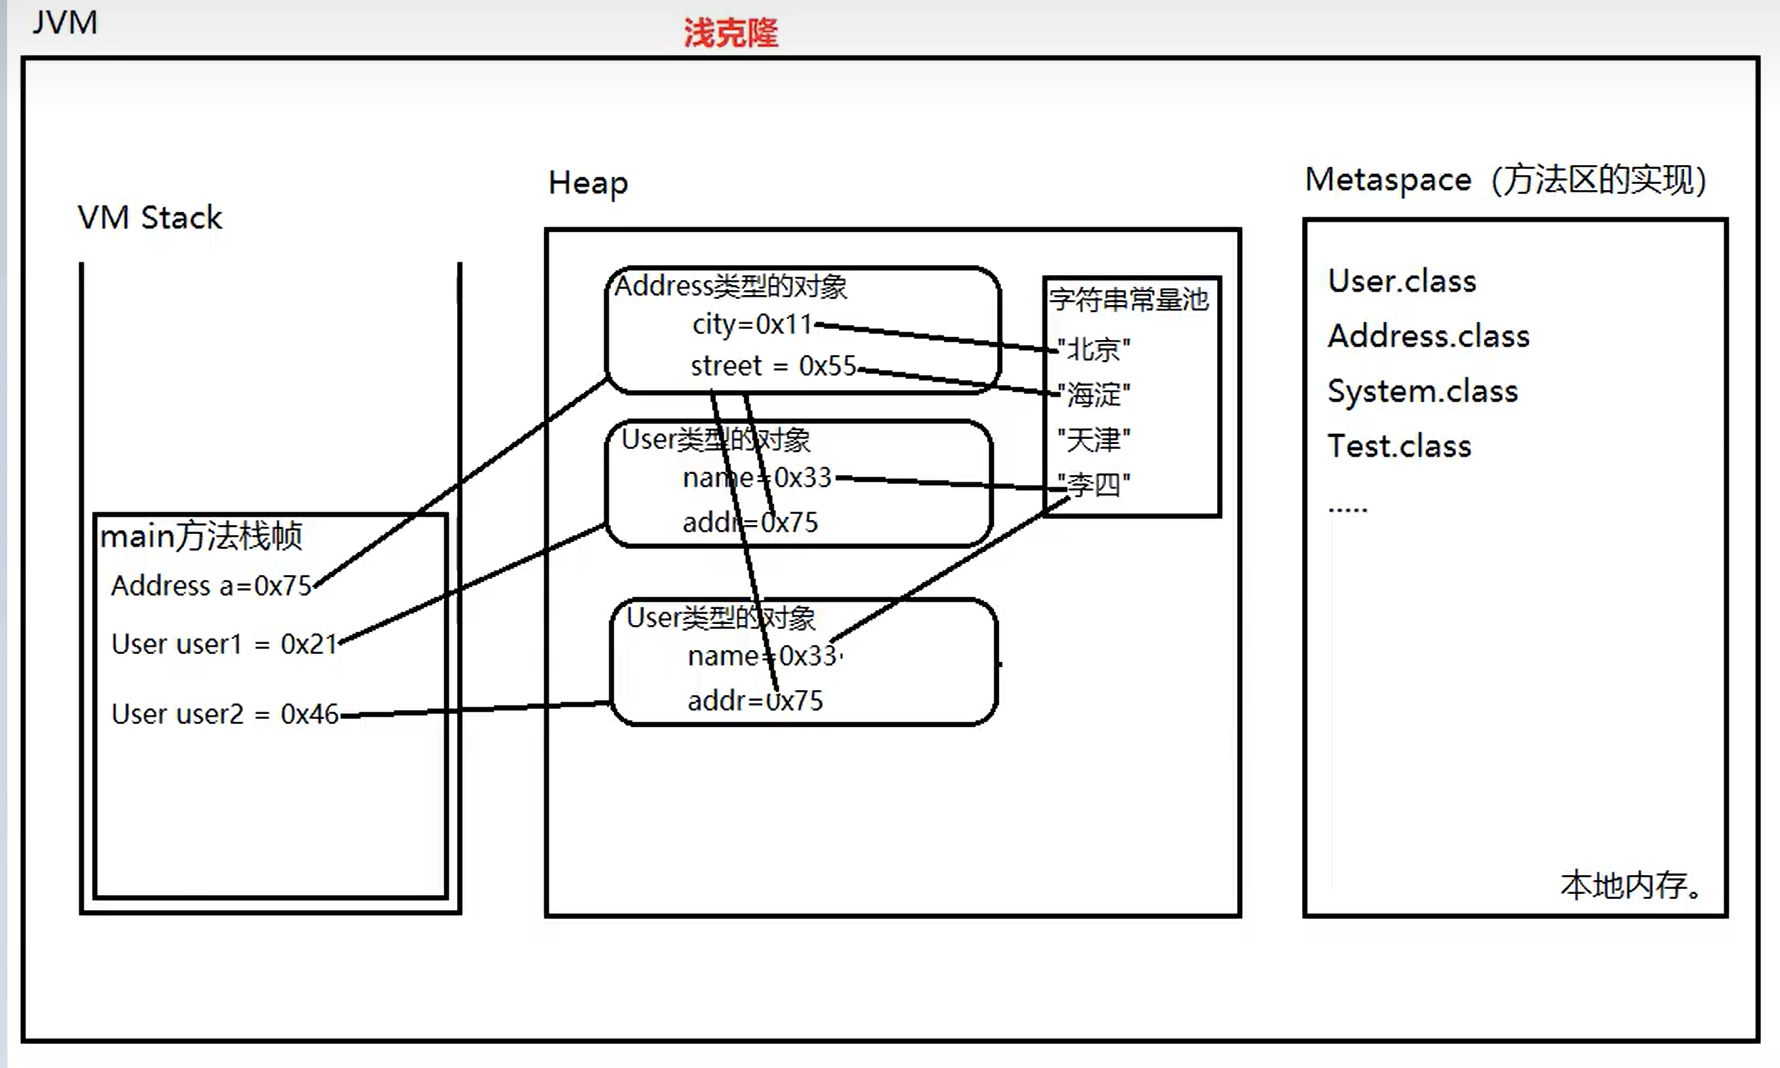 JVM
浅克隆
VM Stack
main方法栈帧
Address a=0x75
User user1 = 0x21
User user2 = 0x46
Heap
Address类型的对象
city=0x11
street = 0x55
User类型的对象
name=0x33
addr=0x75
User类型的对象
name=0x33
addr=0x75
字符串常量池
"北京"
"海淀"
"天津"
"李四"
Metaspace（方法区的实现）
User.class
Address.class
System.class
Test.class
.....
本地内存。